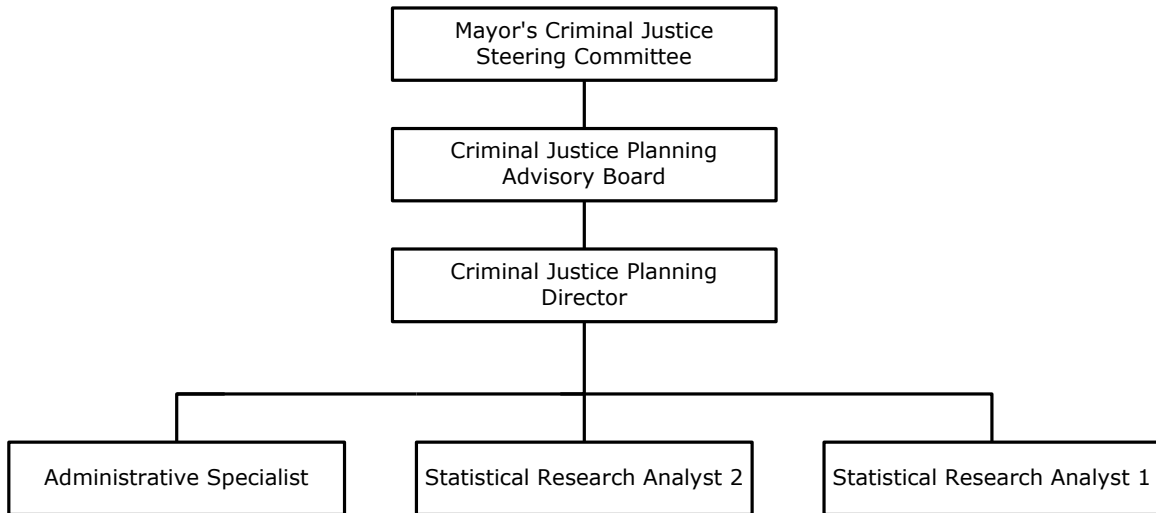 Mayor's Criminal Justice
Steering Committee
Criminal Justice Planning
Advisory Board
Criminal Justice Planning
Director
Administrative Specialist
Statistical Research Analyst 2
Statistical Research Analyst 1